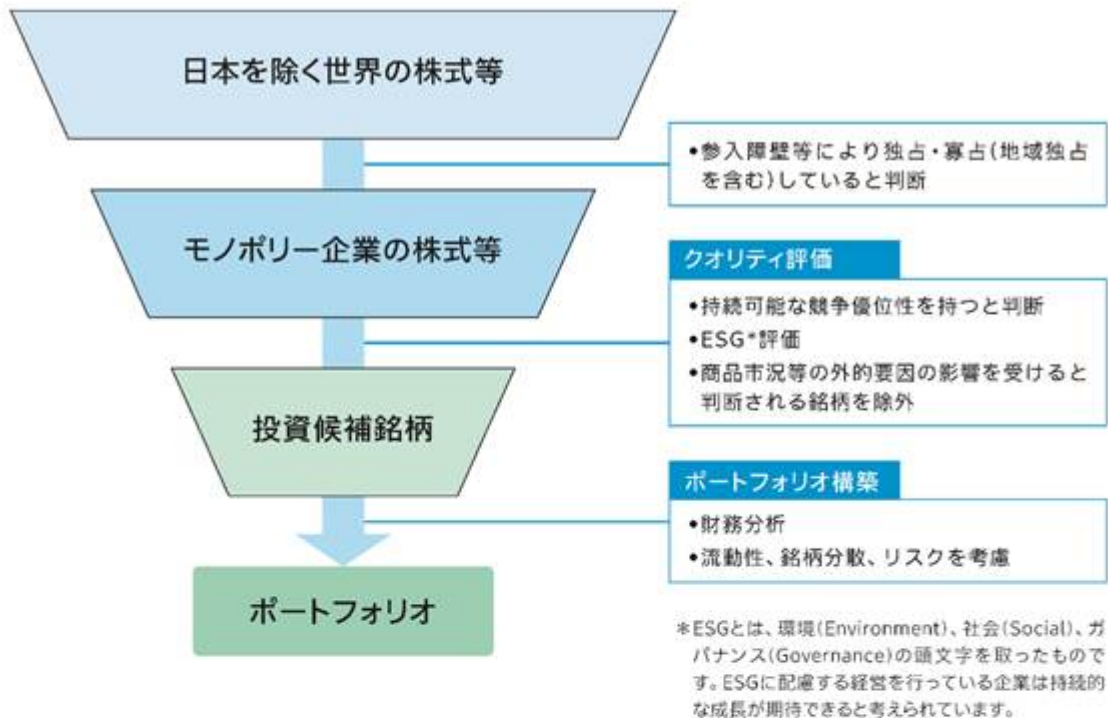 日本を除く世界の株式等
•参入障壁等により独占・寡占(地域独占
を含む)していると判断
モノポリー企業の株式等
クオリティ評価
•持続可能な競争優位性を持つと判断
•ESG*評価
•商品市況等の外的要因の影響を受けると
判断される銘柄を除外
投資候補銘柄
ポートフォリオ構築
•財務分析
•流動性、銘柄分散、リスクを考慮
ポートフォリオ
*ESGとは、環境(Environment)、社会(Social)、ガ
バナンス(Governance)の頭文字を取ったもので
す。ESGに配慮する経営を行っている企業は持続的
な成長が期待できると考えられています。